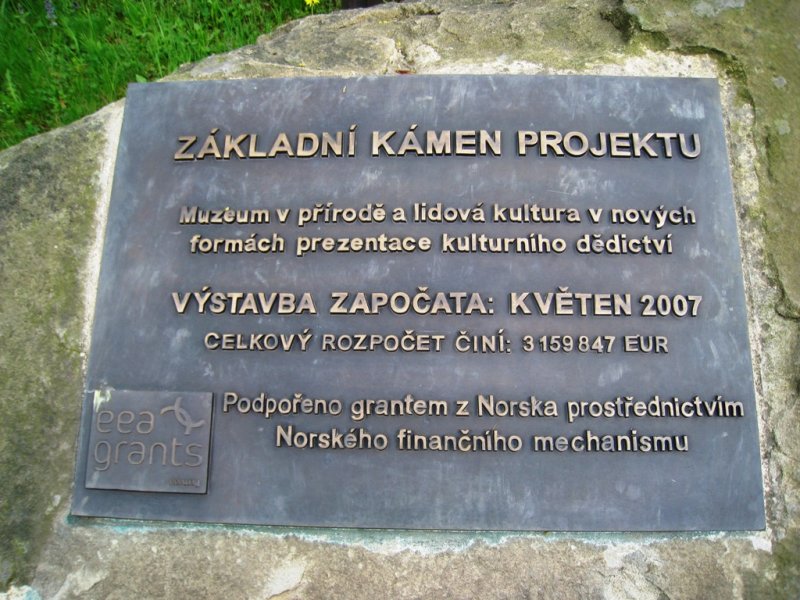 ZÁKLADNÍ KÁMEN PROJEKTU
Muzeum v přírodě a lidová kultura v nových
formách prezentace kulturního dědictví
VÝSTAVBA ZAPOČATA: KVĚTEN 2007
CELKOVÝ ROZPOČET ČINÍ: 3 159 847 EUR
eea
grants
Podpořeno grantem z Norska prostřednictvím
Norského finančního mechanismu